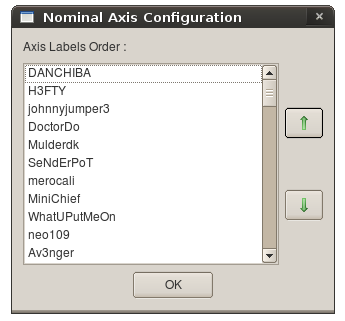 Nominal Axis Configuration
Axis Labels Order :
DANCHIBA
H3FTY
johnnyjumper3
DoctorDo
Mulderdk
SeNdErPoT
merocali
MiniChief
WhatUPutMeOn
neo109
Av3nger
OK